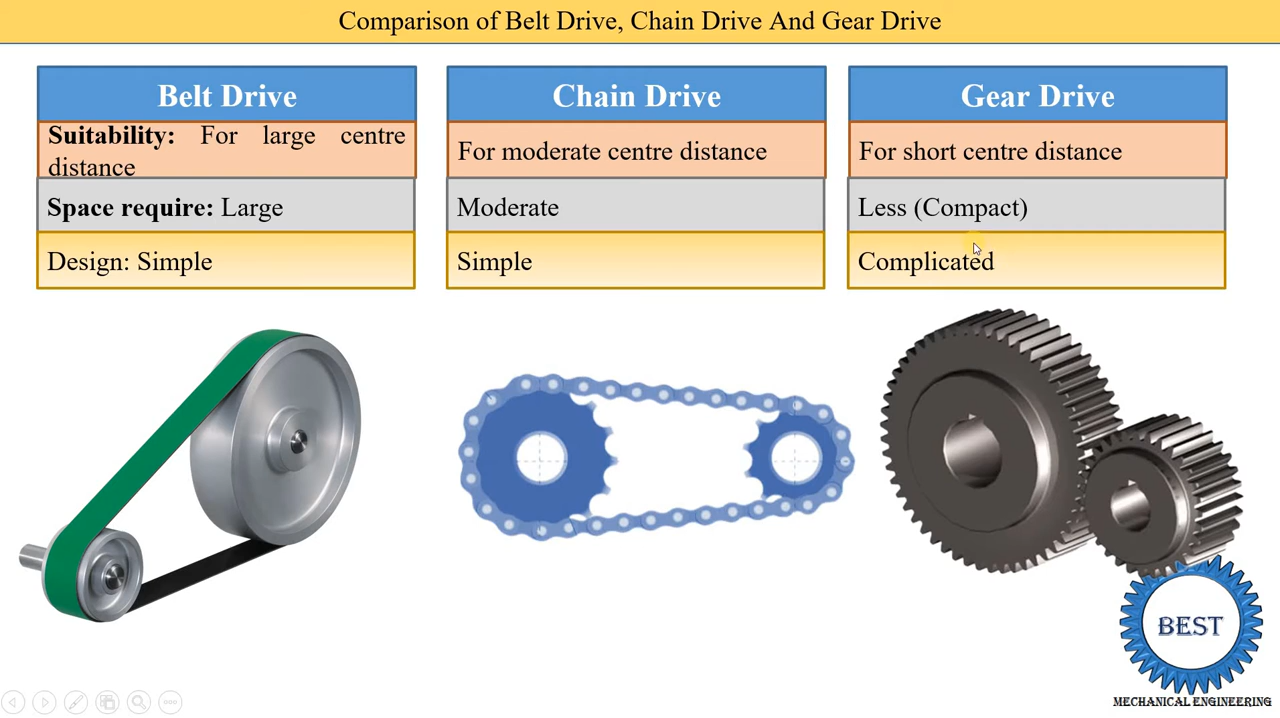 Comparison of Belt Drive, Chain Drive And Gear Drive
Belt Drive
Suitability: For large centre
distance
Space require: Large
Design: Simple
Chain Drive
For moderate centre distance
Moderate
Simple
Gear Drive
For short centre distance
Less (Compact)
Complicated
BEST
MECHANICAL ENGINEERING